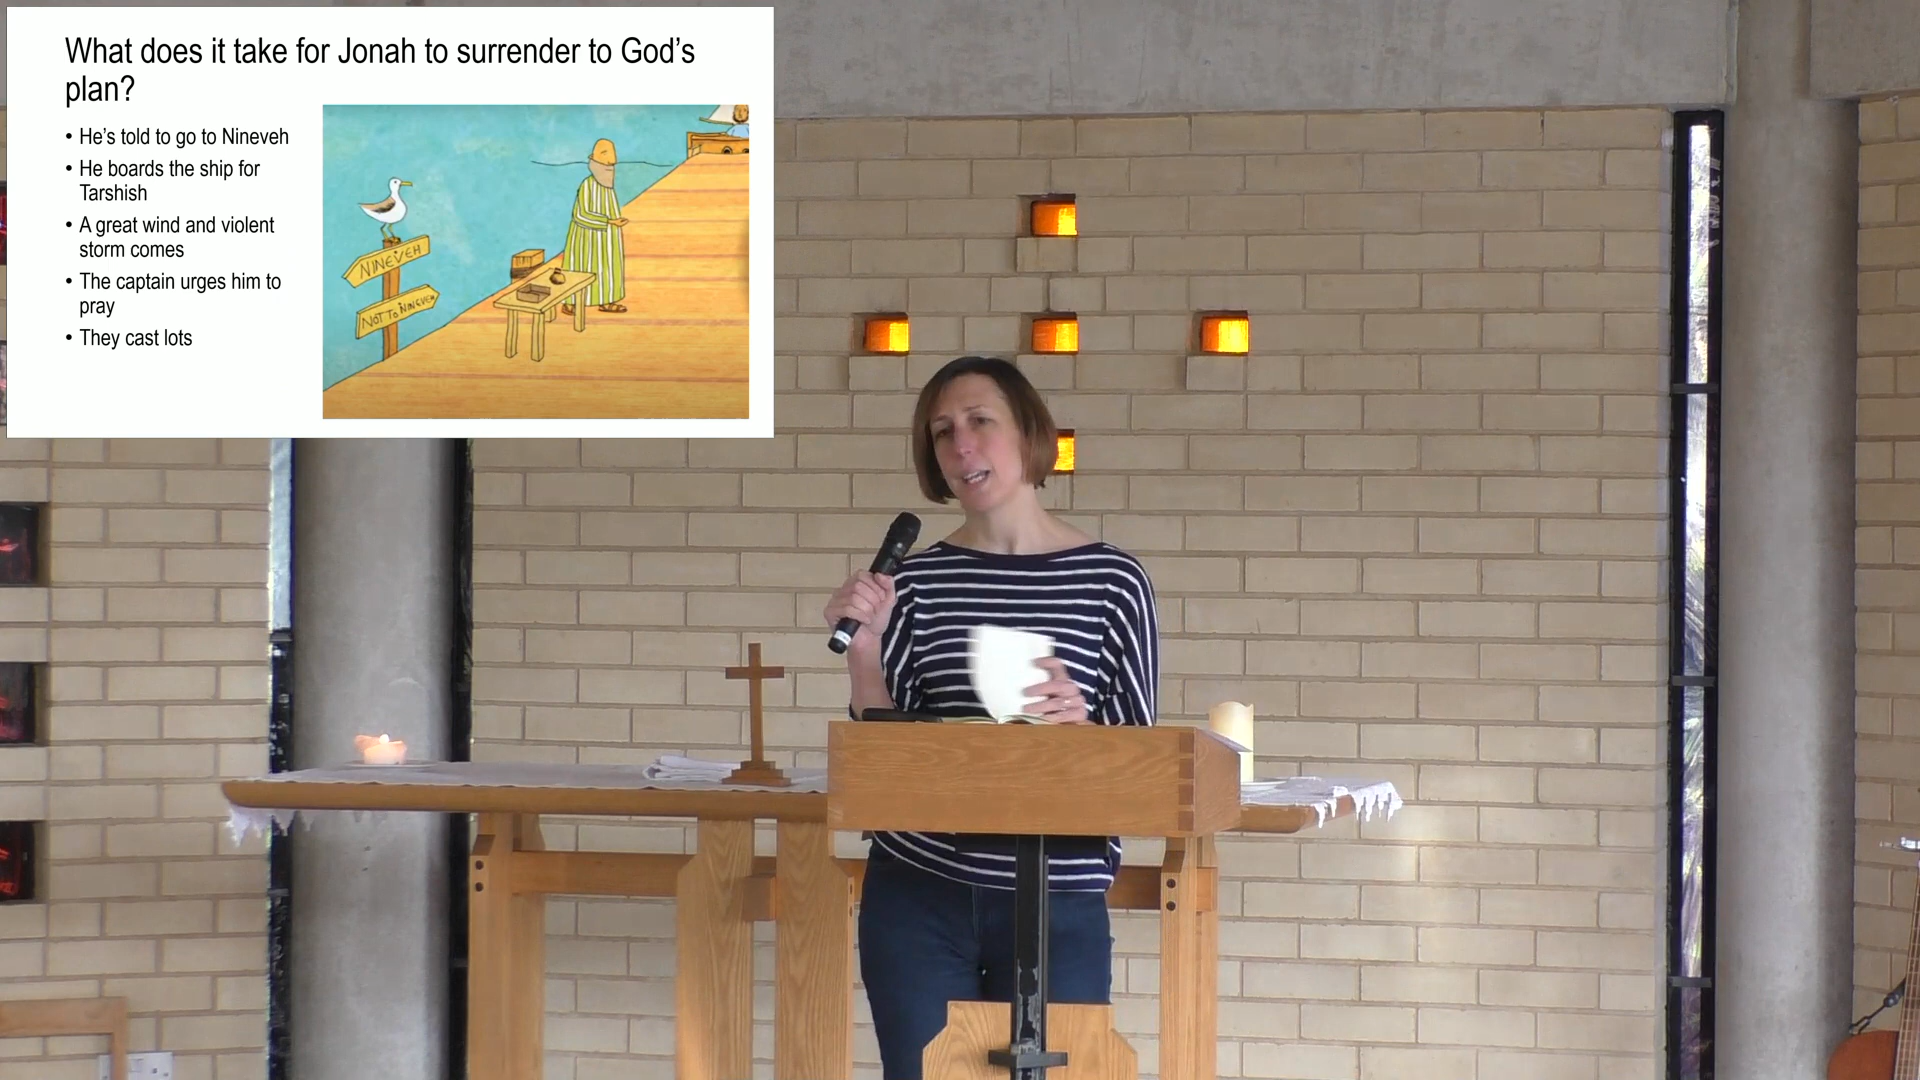 What does it take for Jonah to surrender to God’s
plan?
• He’s told to go to Nineveh
• He boards the ship for
Tarshish
• A great wind and violent
storm comes
• The captain urges him to
pray
• They cast lots
NINEVEH
NOT TO NINEVEH